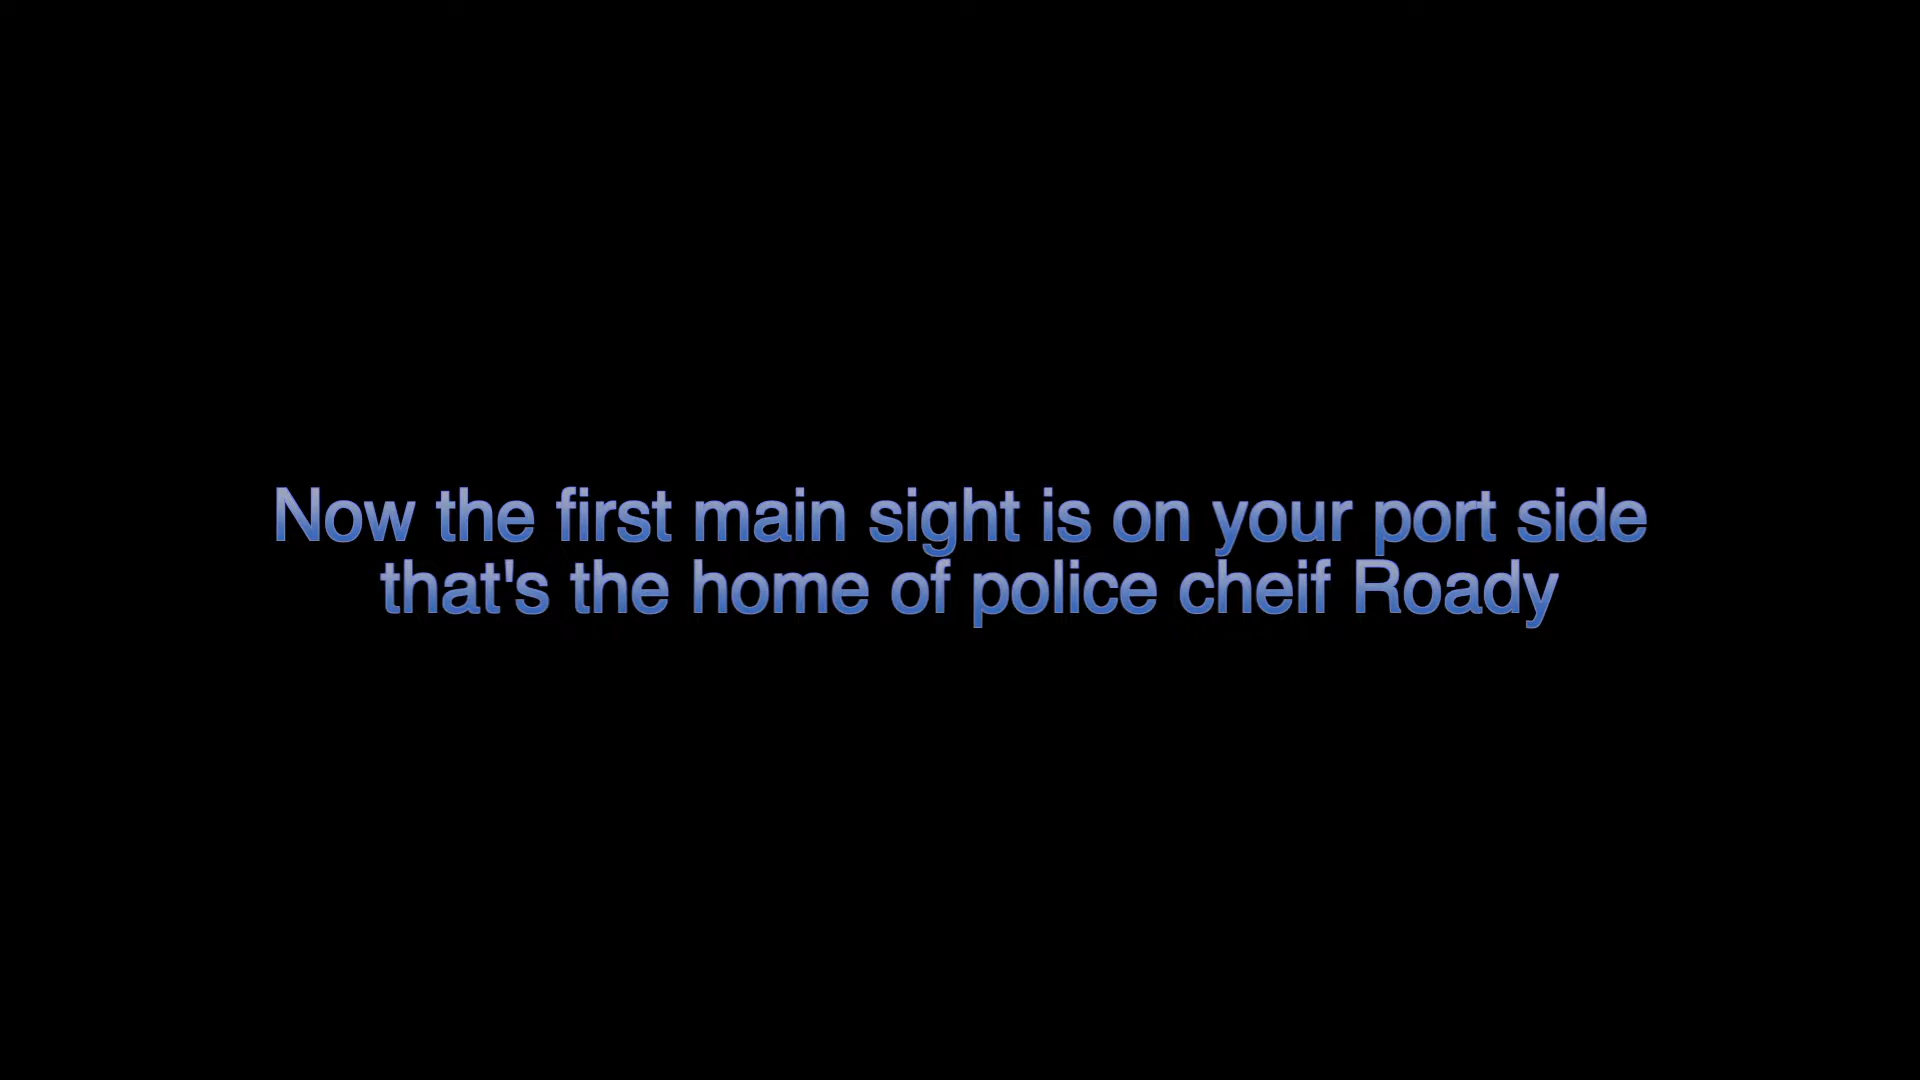 Now the first main sight is on your port side
that's the home of police cheif Roady